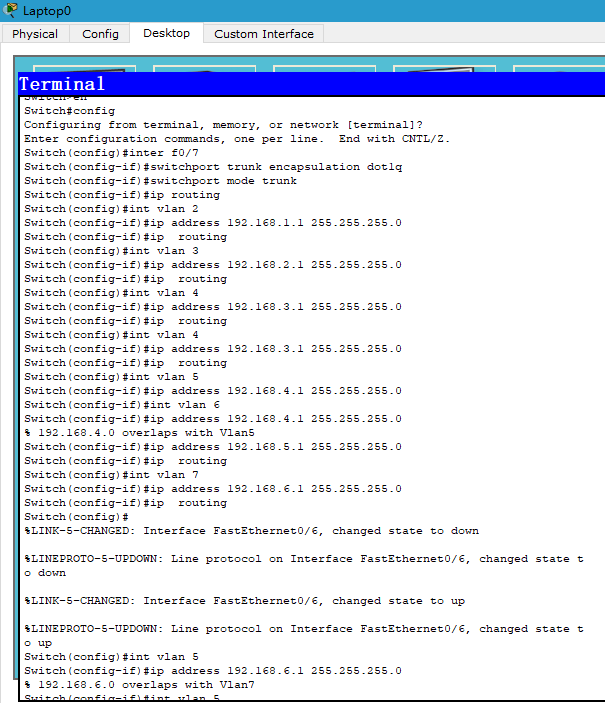 Laptop0
Physical Config Desktop Custom Interface
Terminal
Switch>en
Switch#config
Configuring from terminal, memory, or network [terminal]?
Enter configuration commands, one per line.  End with CNTL/Z.
Switch(config)#inter f0/7
Switch(config-if)#switchport trunk encapsulation dot1q
Switch(config-if)#switchport mode trunk
Switch(config-if)#ip routing
Switch(config)#int vlan 2
Switch(config-if)#ip address 192.168.1.1 255.255.255.0
Switch(config-if)#ip  routing
Switch(config)#int vlan 3
Switch(config-if)#ip address 192.168.2.1 255.255.255.0
Switch(config-if)#ip  routing
Switch(config)#int vlan 4
Switch(config-if)#ip address 192.168.3.1 255.255.255.0
Switch(config-if)#ip  routing
Switch(config)#int vlan 4
Switch(config-if)#ip address 192.168.3.1 255.255.255.0
Switch(config-if)#ip  routing
Switch(config)#int vlan 5
Switch(config-if)#ip address 192.168.4.1 255.255.255.0
Switch(config-if)#int vlan 6
Switch(config-if)#ip address 192.168.4.1 255.255.255.0
% 192.168.4.0 overlaps with Vlan5
Switch(config-if)#ip address 192.168.5.1 255.255.255.0
Switch(config-if)#ip  routing
Switch(config)#int vlan 7
Switch(config-if)#ip address 192.168.6.1 255.255.255.0
Switch(config-if)#ip  routing
Switch(config)#
%LINK-5-CHANGED: Interface FastEthernet0/6, changed state to down
%LINEPROTO-5-UPDOWN: Line protocol on Interface FastEthernet0/6, changed state t
o down
%LINK-5-CHANGED: Interface FastEthernet0/6, changed state to up
%LINEPROTO-5-UPDOWN: Line protocol on Interface FastEthernet0/6, changed state t
o up
Switch(config)#int vlan 5
Switch(config-if)#ip address 192.168.6.1 255.255.255.0
% 192.168.6.0 overlaps with Vlan7
Switch(config-if)#int vlan 5